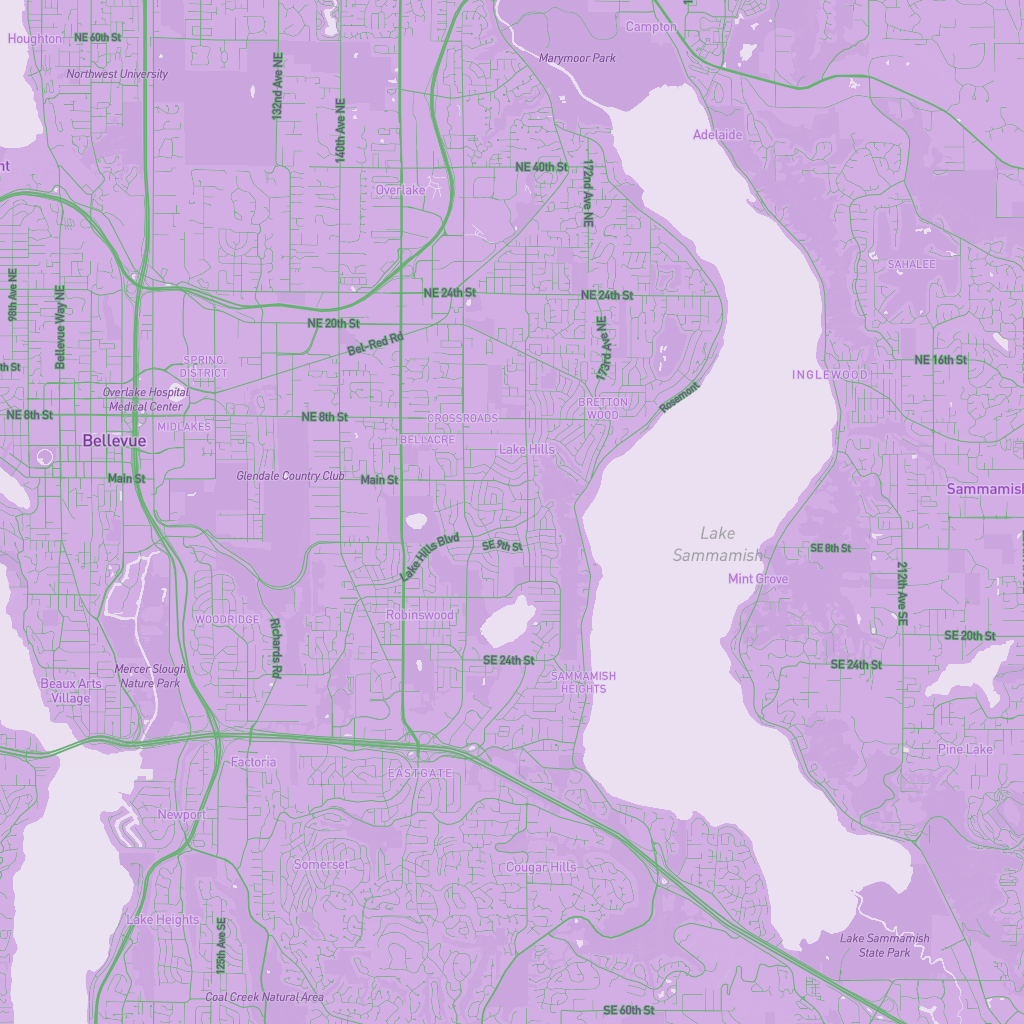 Campton
Houghton
NE 60th St
Marymoor Park
Northwest University
132nd Ave NE
140th Ave NE
Adelaide
nt
NE 40th St
172nd Ave NE
Overlake
SAHALEE
98th Ave NE
Bellevue Way NE
NE 24th St
NE 24th St
NE 20th St
Bel-Red Rd
173rd Ave NE
SPRING
DISTRICT
NE 16th St
th St
INGLEWOOD
Overlake Hospital
Medical Center
Rosemont
BRETTON
WOOD
NE 8th St
NE 8th St
CROSSROADS
MIDLAKES
Bellevue
BELLACRE
Lake Hills
Main St
Glendale Country Club
Main St
Sammamish
Lake
Sammamish
Lake Hills Blvd
SE 9th St
SE 8th St
Mint Grove
212th Ave SE
WOODRIDGE
Robinswood
Richards Rd
SE 20th St
SE 24th St
SE 24th St
Mercer Slough
Nature Park
SAMMAMISH
HEIGHTS
Beaux Arts
Village
Pine Lake
Factoria
EASTGATE
Newport
Somerset
Cougar Hills
Lake Heights
125th Ave SE
Lake Sammamish
State Park
Coal Creek Natural Area
SE 60th St